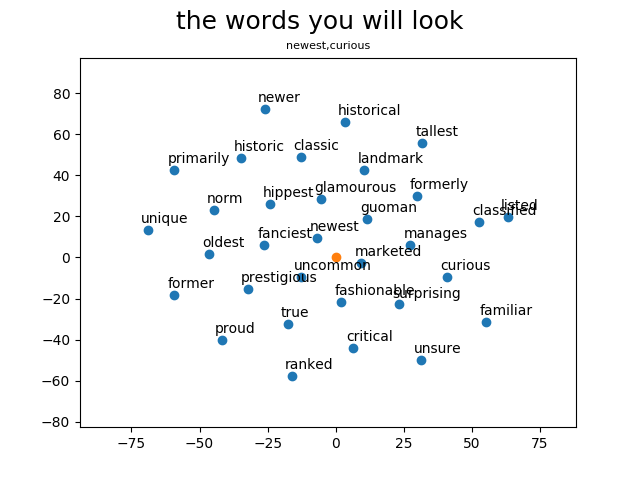 the words you will look
newest,curious
newer
historical
tallest
historic
classic
primarily
landmark
hippest
glamourous
formerly
norm
guoman
listed
classified
unique
newest
fanciest
manages
oldest
marketed
uncommon
curious
prestigious
former
fashionable
surprising
true
familiar
proud
critical
unsure
ranked
80
60
40
20
0
−20
−40
−60
−80
−75
−50
−25
0
25
50
75